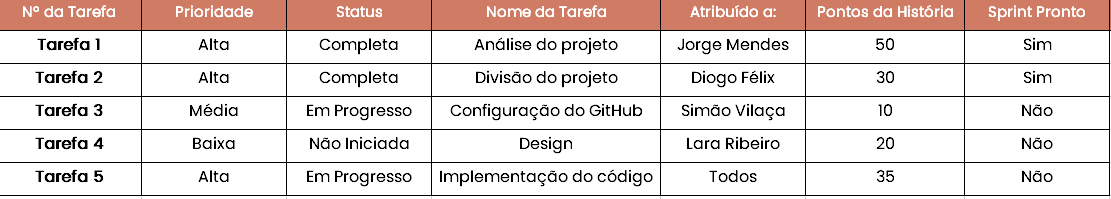 Nº da Tarefa Prioridade Status Nome da Tarefa Atribuído a: Pontos da História Sprint Pronto
Tarefa 1 Alta Completa Análise do projeto Jorge Mendes 50 Sim
Tarefa 2 Alta Completa Divisão do projeto Diogo Félix 30 Sim
Tarefa 3 Média Em Progresso Configuração do GitHub Simão Vilaça 10 Não
Tarefa 4 Baixa Não Iniciada Design Lara Ribeiro 20 Não
Tarefa 5 Alta Em Progresso Implementação do código Todos 35 Não